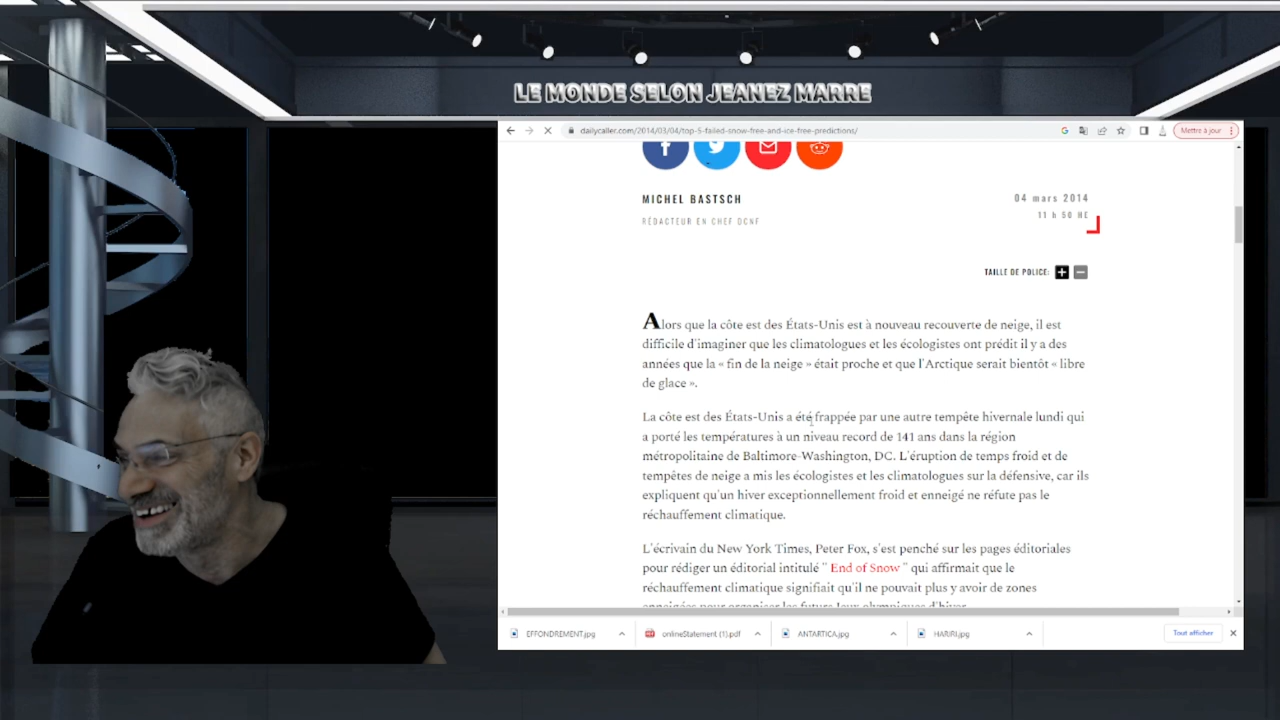 LE MONDE SELON JEANEZ MARRE
dailycaller.com/2014/03/04/top-5-failed-snow-free-and-ice-free-predictions/
Mettre à jour
MICHEL BASTSCH
04 mars 2014
RÉDACTEUR EN CHEF DCNF
11 h 50 HE
TAILLE DE POLICE:
Alors que la côte est des États-Unis est à nouveau recouverte de neige, il est
difficile d'imaginer que les climatologues et les écologistes ont prédit il y a des
années que la « fin de la neige » était proche et que l'Arctique serait bientôt « libre
de glace ».
La côte est des États-Unis a été frappée par une autre tempête hivernale lundi qui
a porté les températures à un niveau record de 141 ans dans la région
métropolitaine de Baltimore-Washington, DC. L'éruption de temps froid et de
tempêtes de neige a mis les écologistes et les climatologues sur la défensive, car ils
expliquent qu'un hiver exceptionnellement froid et enneigé ne réfute pas le
réchauffement climatique.
L'écrivain du New York Times, Peter Fox, s'est penché sur les pages éditoriales
pour rédiger un éditorial intitulé " End of Snow " qui affirmait que le
réchauffement climatique signifiait qu'il ne pouvait plus y avoir de zones
enneigées pour organiser les futurs Jeux olympiques d'hiver.
EFFONDREMENT.jpg
onlineStatement (1).pdf
ANTARTICA.jpg
HARIRI.jpg
Tout afficher